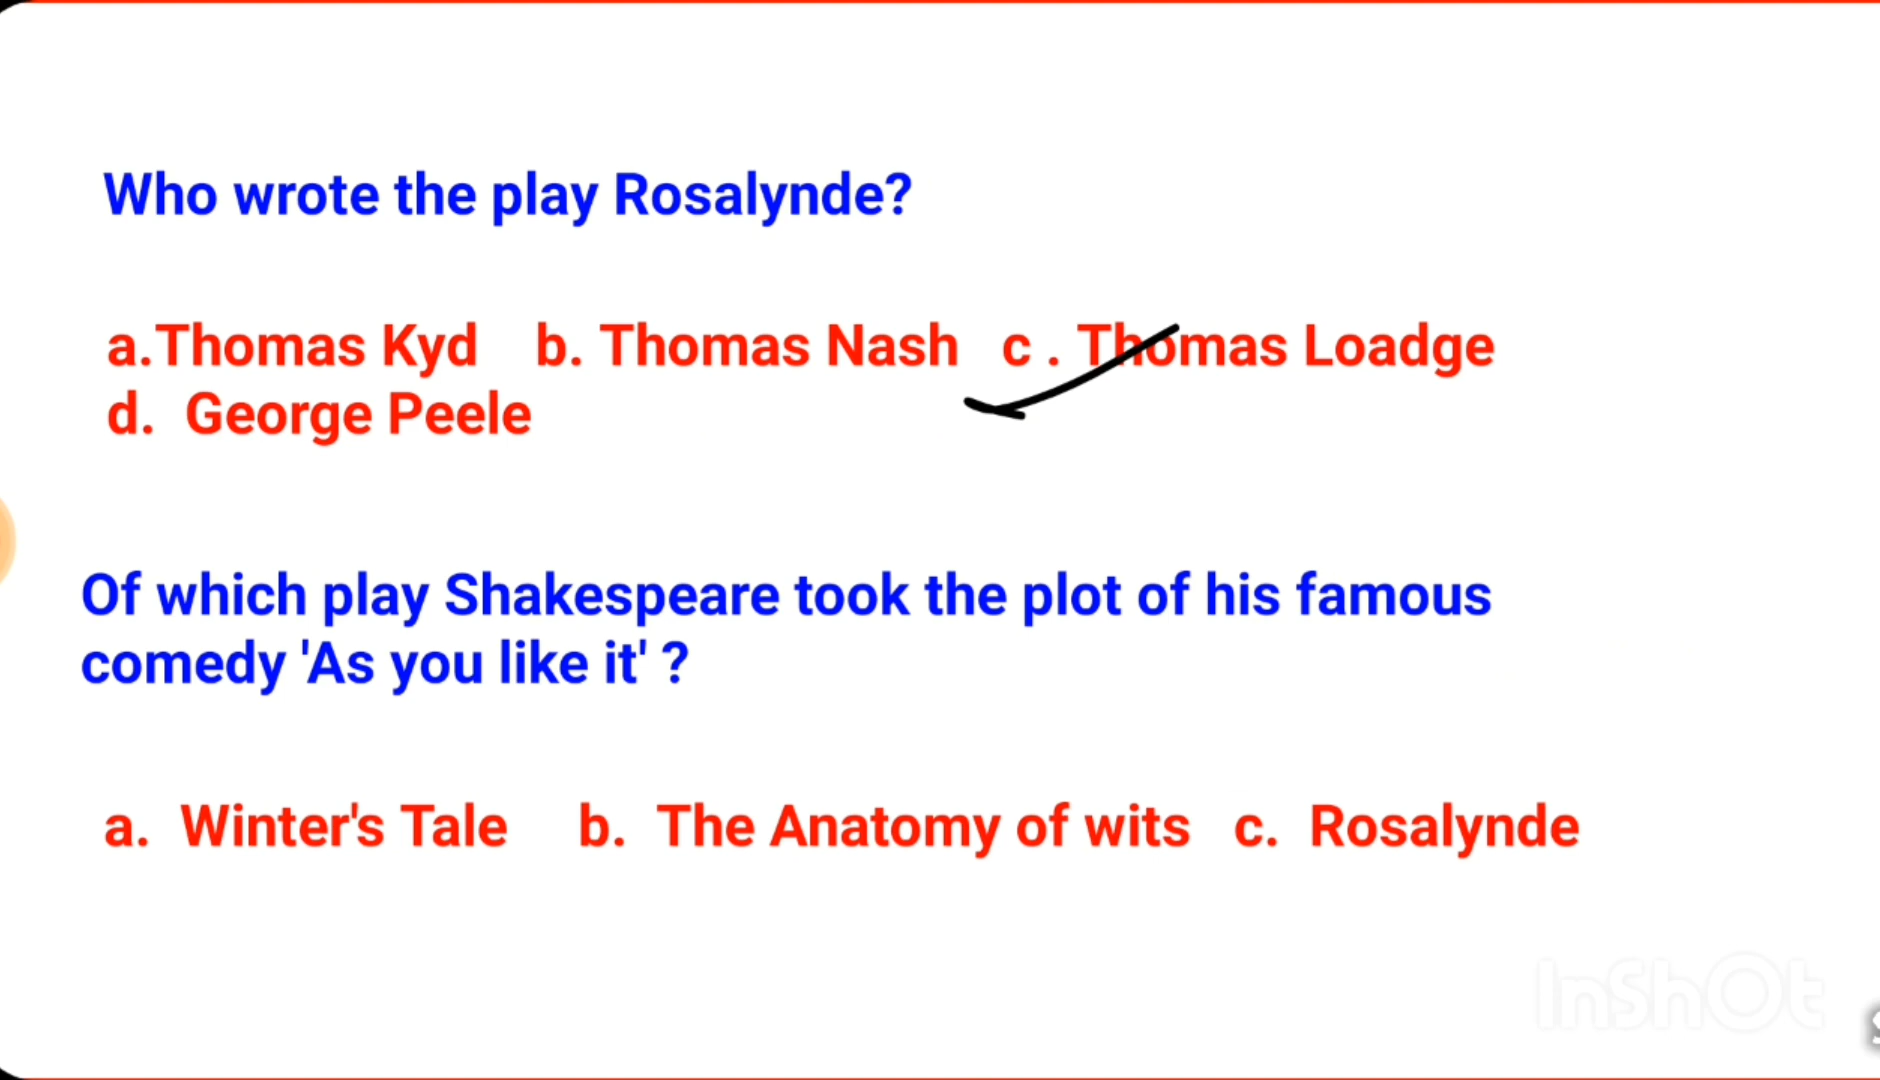 Who wrote the play Rosalynde?
a.Thomas Kyd b. Thomas Nash c . Thomas Loadge
d. George Peele
Of which play Shakespeare took the plot of his famous
comedy 'As you like it' ?
a. Winter's Tale b. The Anatomy of wits c. Rosalynde
InShOt